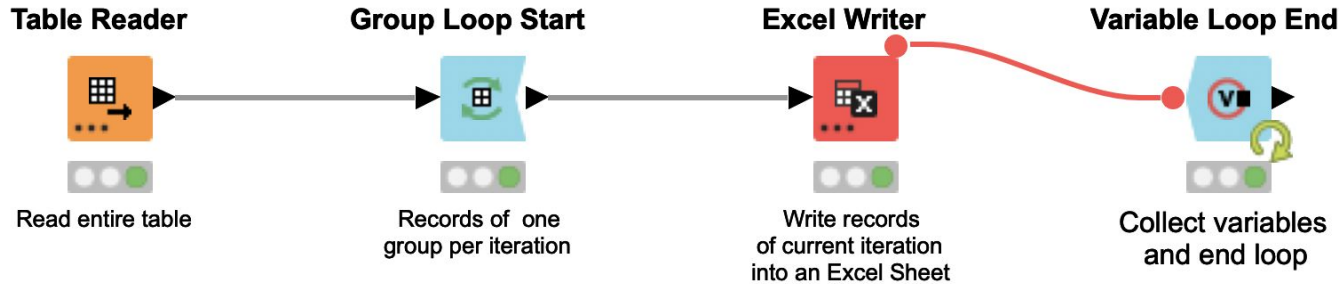 Table Reader
Group Loop Start
Excel Writer
Variable Loop End
X
V
Read entire table
Records of one
group per iteration
Write records
of current iteration
into an Excel Sheet
Collect variables
and end loop